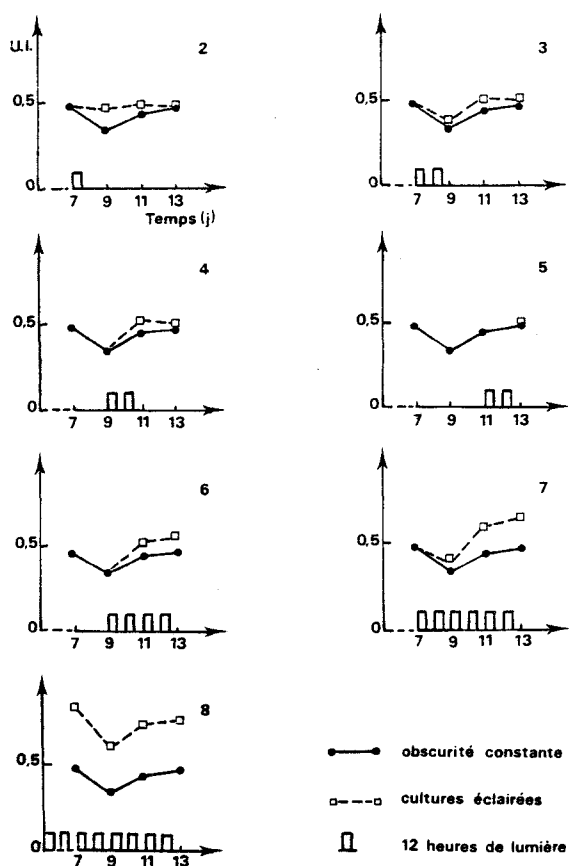 U.I.
2
0,5
0
7 9 11 13
Temps (j)
3
0,5
0
7 9 11 13
4
0,5
0
7 9 11 13
5
0,5
0
7 9 11 13
6
0,5
0
7 9 11 13
7
0,5
0
7 9 11 13
8
0,5
0
7 9 11 13
obscurité constante
cultures éclairées
12 heures de lumière